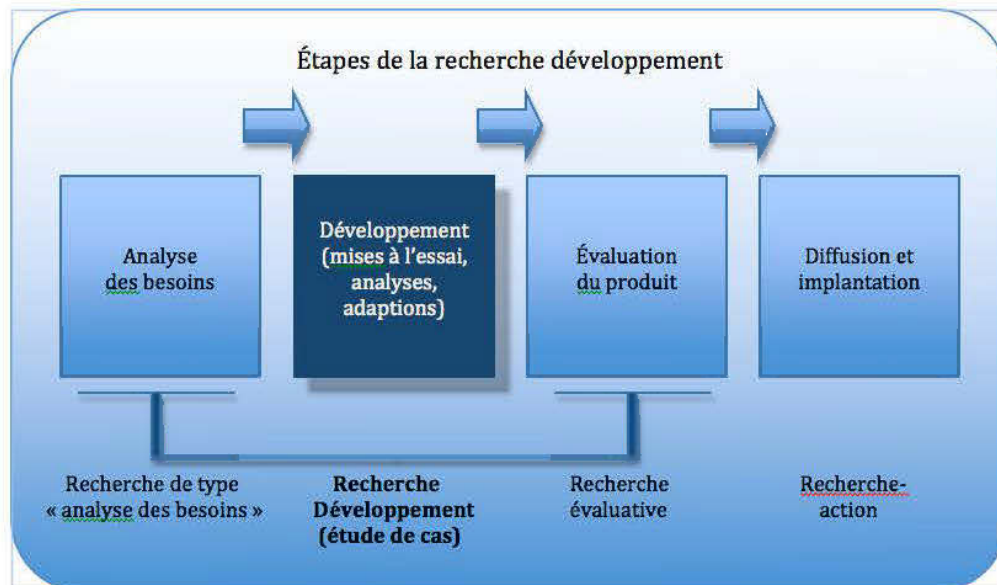 Étapes de la recherche développement
Analyse
des besoins
Développement
(mises à l'essai,
analyses,
adaptions)
Évaluation
du produit
Diffusion et
implantation
Recherche de type
« analyse des besoins »
Recherche
Développement
(étude de cas)
Recherche
évaluative
Recherche-
action